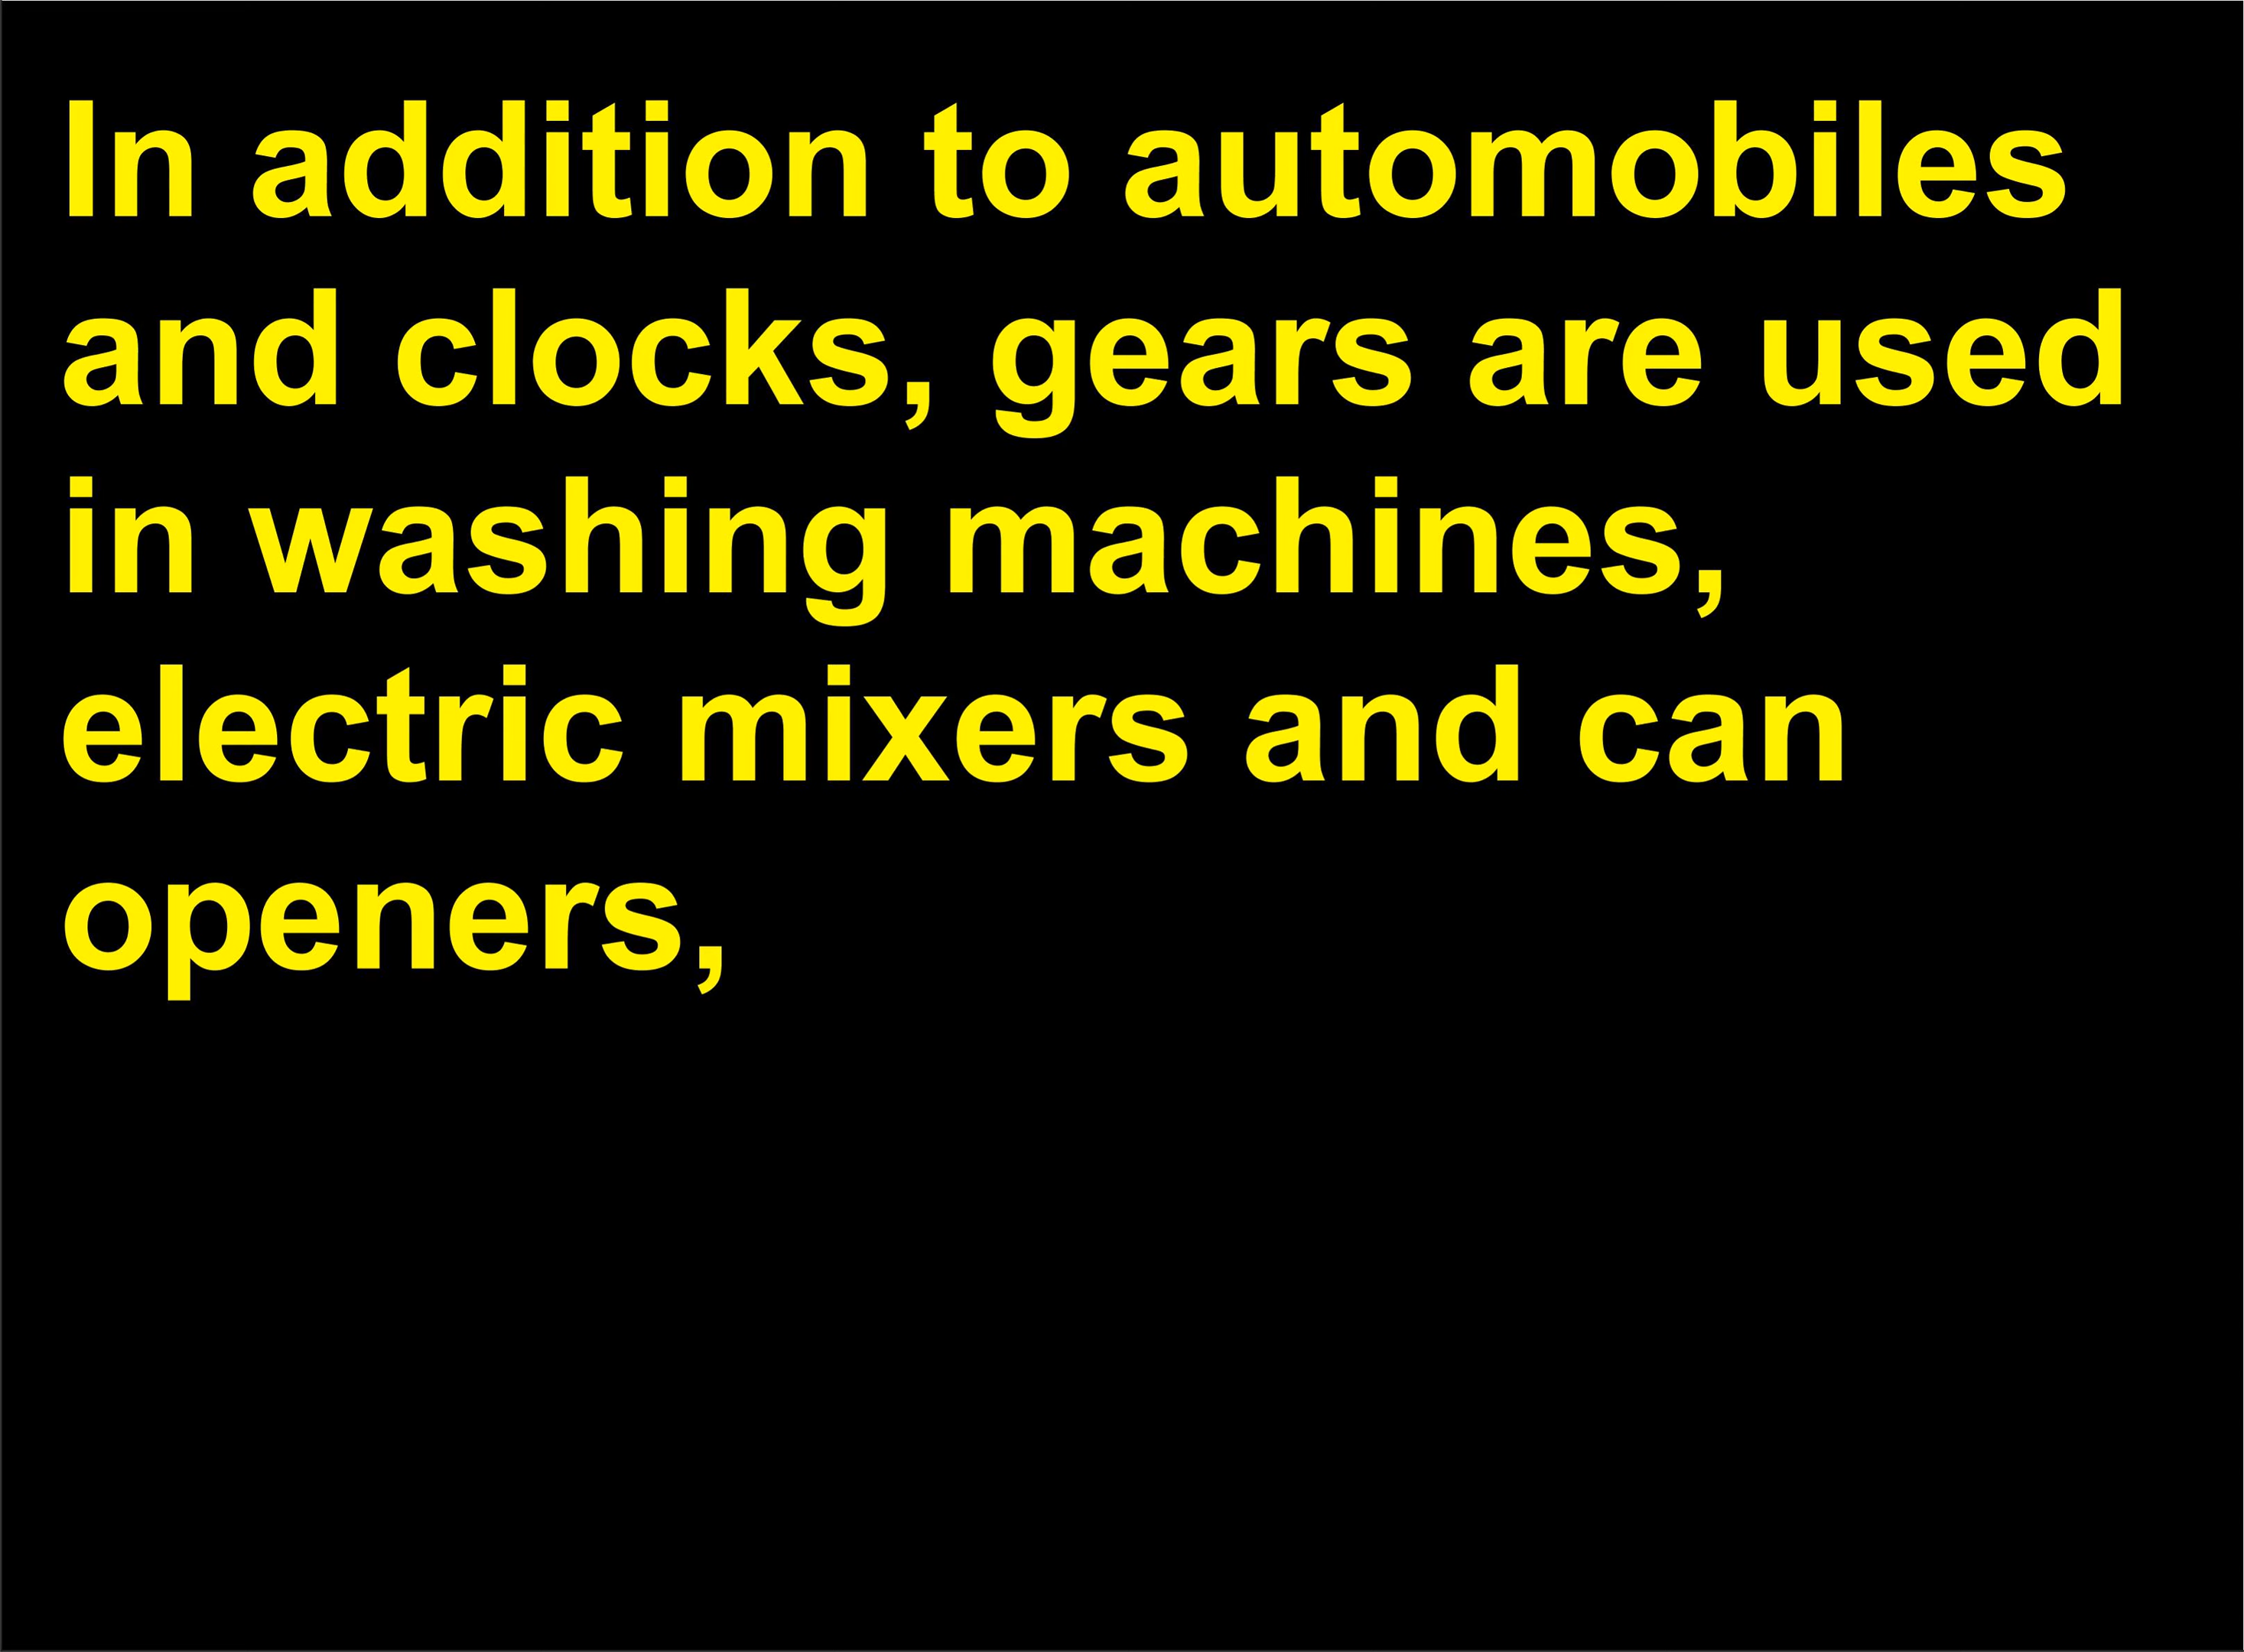 In addition to automobiles
and clocks, gears are used
in washing machines,
electric mixers and can
openers,